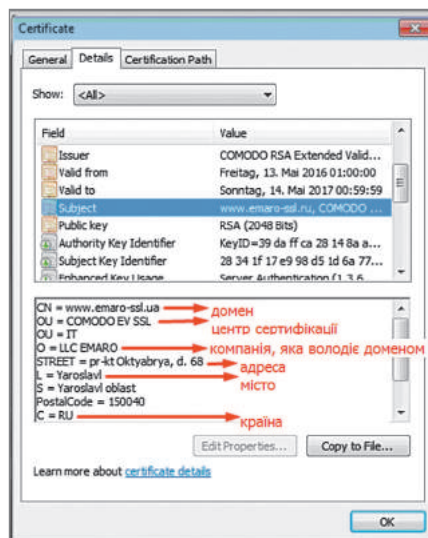 Certificate
General Details Certification Path
Show: <All>
Field Value
Issuer COMODO RSA Extended Valid...
Valid from Freitag, 13. Mai 2016 01:00:00
Valid to Sonntag, 14. Mai 2017 00:59:59
Subject www.emaro-ssl.ru, COMODO ...
Public key RSA (2048 Bits)
Authority Key Identifier KeyID=39 da ff ca 28 14 8a a...
Subject Key Identifier 28 34 1f 17 e9 98 d5 1d 6a 77...
Enhanced Key Usage Server Authentication (1.3.6
CN = www.emaro-ssl.ua домен
OU = COMODO EV SSL центр сертифікації
OU = IT
O = LLC EMARO компанія, яка володіє доменом
STREET = pr-kt Oktyabrya, d. 68 адреса
L = Yaroslavl місто
S = Yaroslavl oblast
PostalCode = 150040
C = RU країна
Edit Properties... Copy to File...
Learn more about certificate details
OK